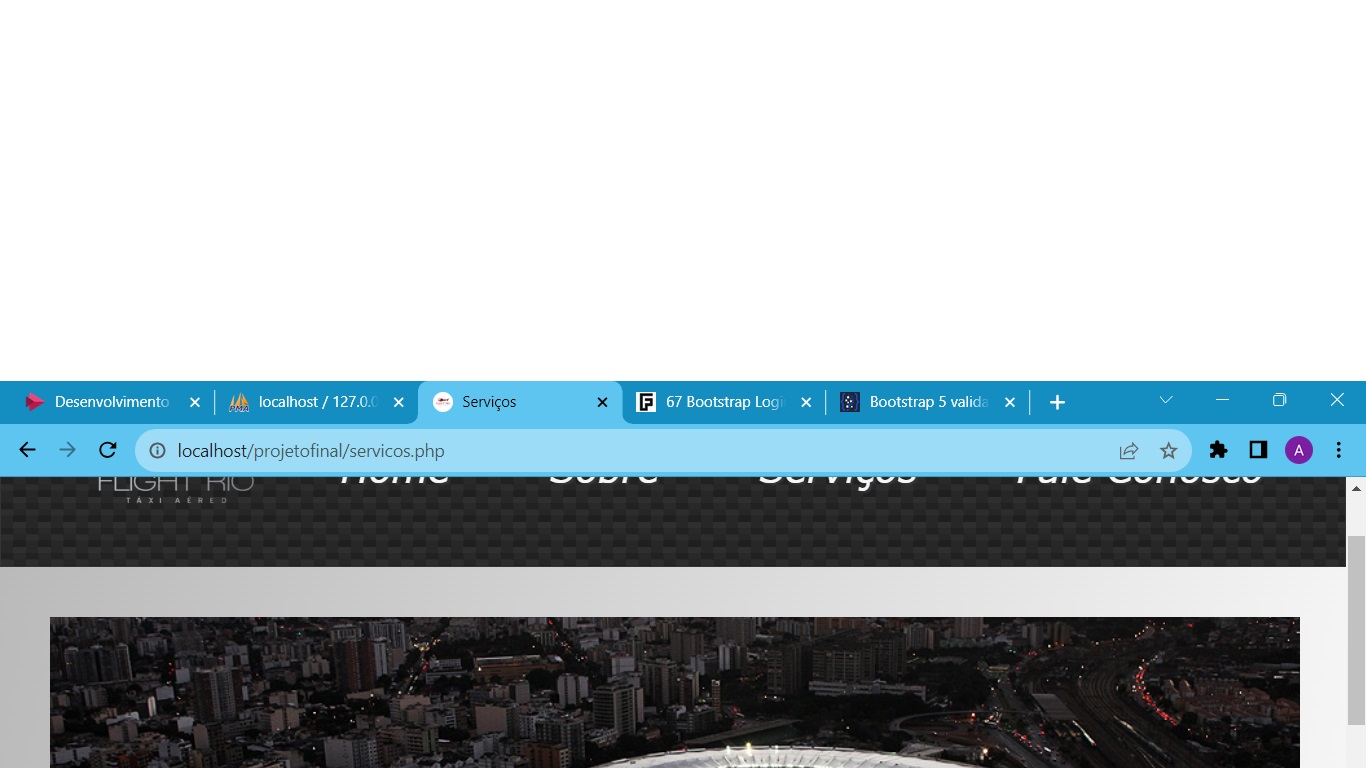 Desenvolvimento
localhost / 127.0.0
Serviços
67 Bootstrap Logi
Bootstrap 5 valida
localhost/projetofinal/servicos.php
A
FLIGHT RIO
TÁXI AÉREO
Home
Sobre
Serviços
Fale Conosco